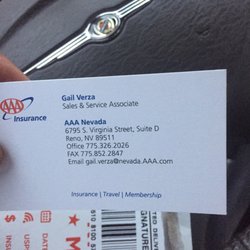 Gail Verza
Sales & Service Associate
AAA
Insurance
AAA Nevada
6795 S. Virginia Street, Suite D
Reno, NV 89511
Office 775.326.2026
FAX 775.852.2847
Email gail.verza@nevada.AAA.com
Insurance | Travel | Membership